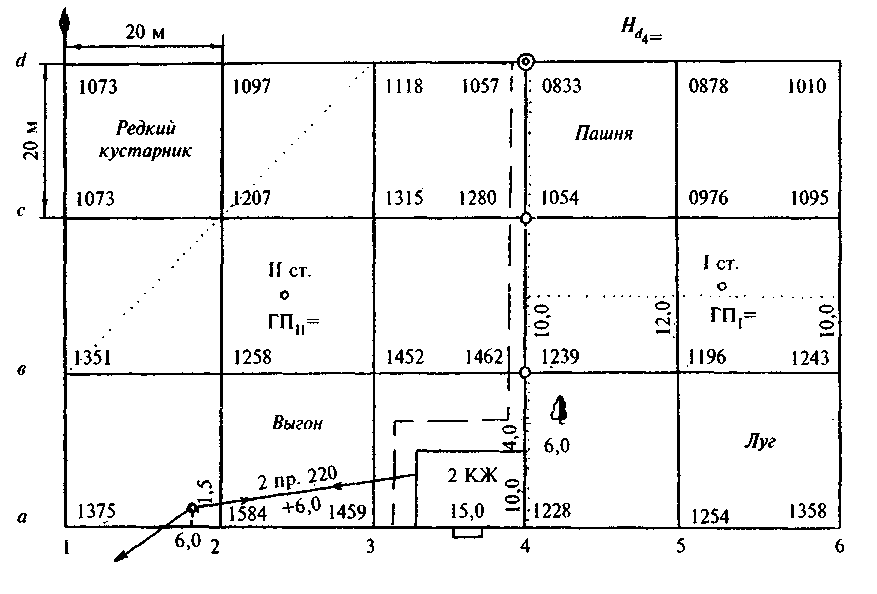 20 м
H_{d4}=
d
1073
1097
1118
1057
0833
0878
1010
20 м
Редкий
кустарник
Пашня
1073
1207
1315
1280
1054
0976
1095
с
II ст.
I ст.
ГП_{II}=
10,0
12,0
ГП_{I}=
10,0
1351
1258
1452
1462
1239
1196
1243
в
Выгон
4,0
6,0
Луг
1,5
2 пр. 220
+6,0
2 КЖ
1375
1584
1459
15,0
10,0
1228
1254
1358
а
6,0
1
2
3
4
5
6